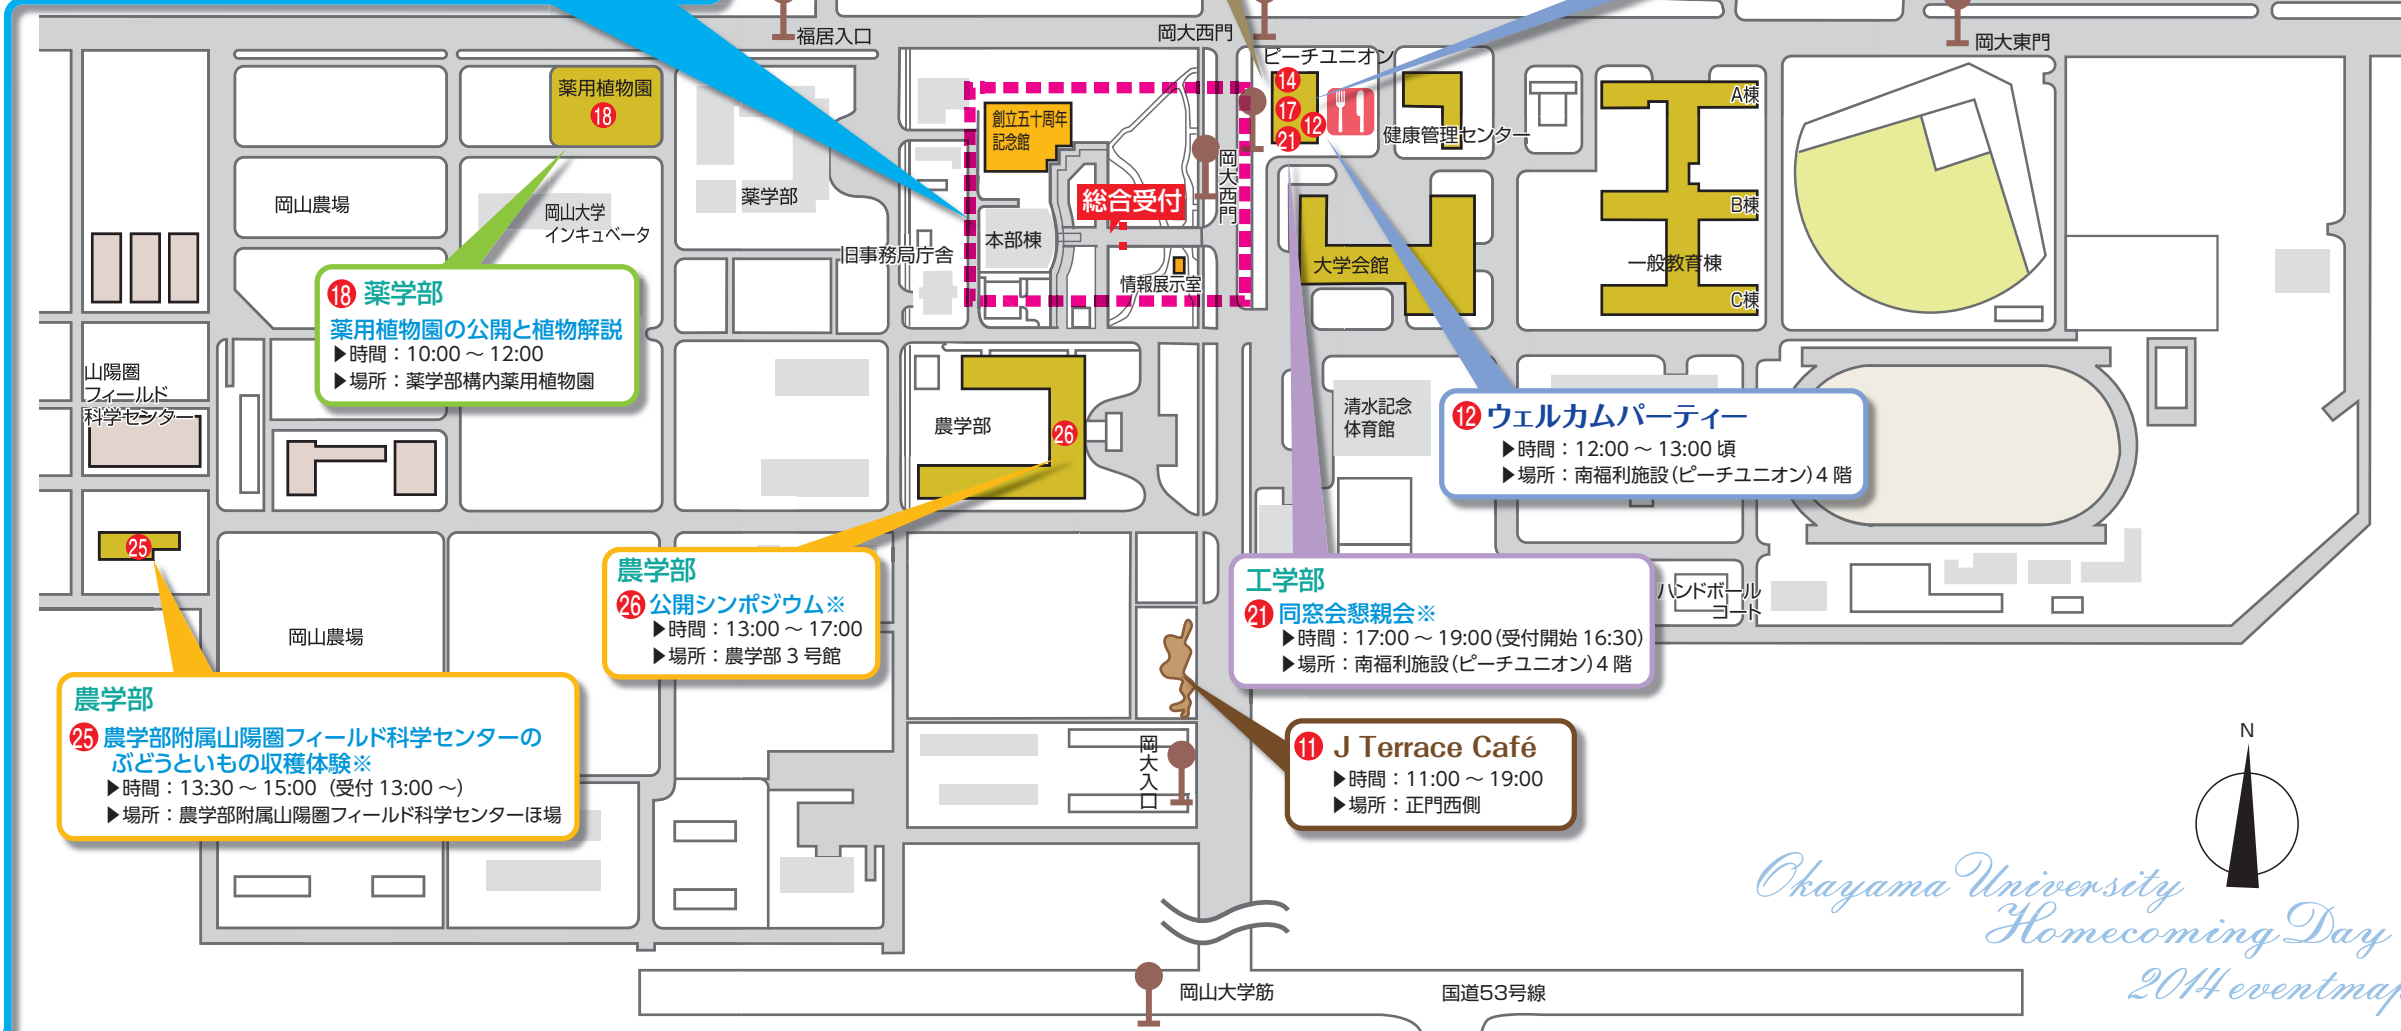 福居入口
岡大西門
岡大東門
ピーチユニオン
14
17
12
21
薬用植物園
18
創立五十周年
記念館
健康管理センター
A棟
B棟
C棟
一般教育棟
岡大西門
総合受付
薬学部
岡山農場
岡山大学
インキュベータ
旧事務局庁舎
本部棟
情報展示室
大学会館
18 薬学部
薬用植物園の公開と植物解説
▶時間：10:00 ～ 12:00
▶場所：薬学部構内薬用植物園
山陽圏
フィールド
科学センター
農学部
26
清水記念
体育館
12 ウェルカムパーティー
▶時間：12:00 ～ 13:00 頃
▶場所：南福利施設（ピーチユニオン）4 階
25
岡山農場
農学部
26 公開シンポジウム※
▶時間：13:00 ～ 17:00
▶場所：農学部 3 号館
工学部
21 同窓会懇親会※
▶時間：17:00 ～ 19:00（受付開始 16:30）
▶場所：南福利施設（ピーチユニオン）4 階
ハンドボール
コート
農学部
25 農学部附属山陽圏フィールド科学センターの
ぶどうといもの収穫体験※
▶時間：13:30 ～ 15:00（受付 13:00 ～）
▶場所：農学部附属山陽圏フィールド科学センターほ場
岡大入口
11 J Terrace Café
▶時間：11:00 ～ 19:00
▶場所：正門西側
N
Okayama University
Homecoming Day
2014 eventmap
岡山大学筋
国道53号線